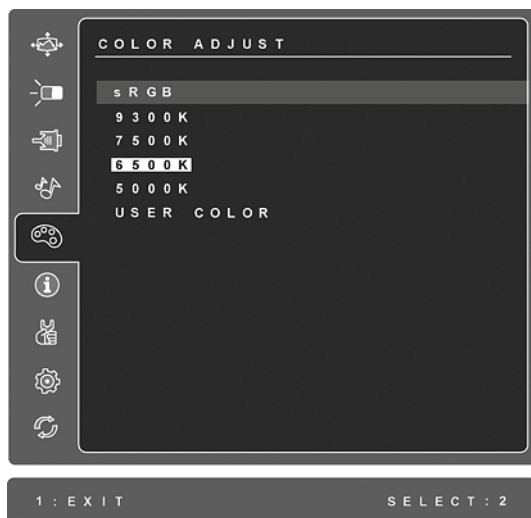 COLOR ADJUST
sRGB
9300K
7500K
6500K
5000K
USER COLOR
1:EXIT SELECT:2